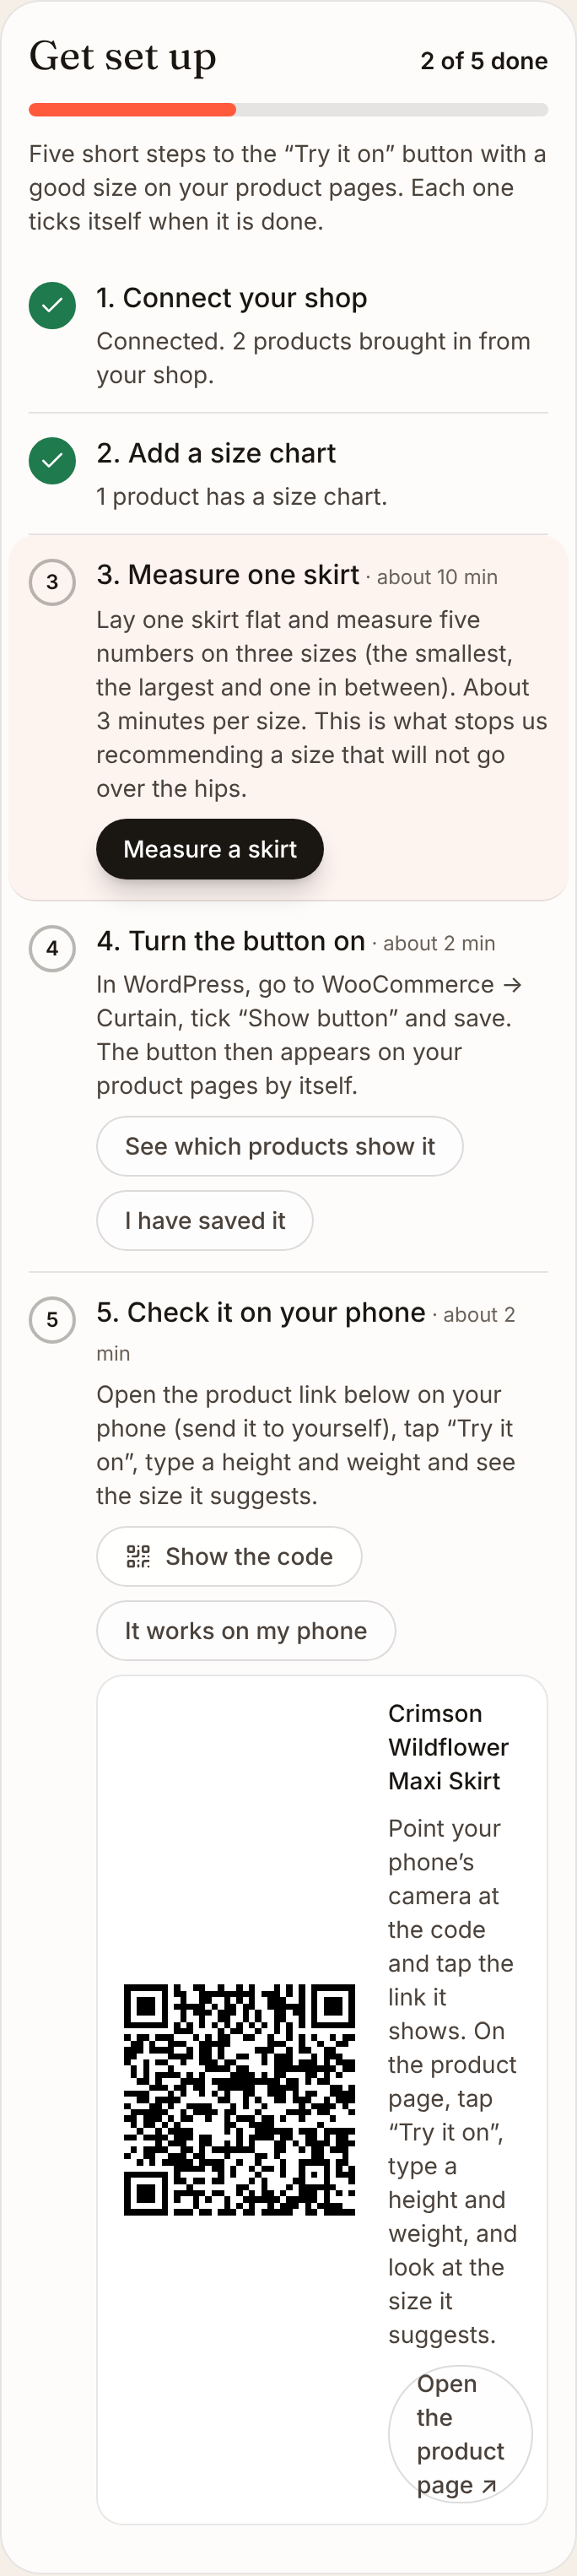 Get set up
2 of 5 done
Five short steps to the “Try it on” button with a
good size on your product pages. Each one
ticks itself when it is done.
1. Connect your shop
Connected. 2 products brought in from
your shop.
2. Add a size chart
1 product has a size chart.
3
3. Measure one skirt · about 10 min
Lay one skirt flat and measure five
numbers on three sizes (the smallest,
the largest and one in between). About
3 minutes per size. This is what stops us
recommending a size that will not go
over the hips.
Measure a skirt
4
4. Turn the button on · about 2 min
In WordPress, go to WooCommerce →
Curtain, tick “Show button” and save.
The button then appears on your
product pages by itself.
See which products show it
I have saved it
5
5. Check it on your phone · about 2
min
Open the product link below on your
phone (send it to yourself), tap “Try it
on”, type a height and weight and see
the size it suggests.
Show the code
It works on my phone
Crimson
Wildflower
Maxi Skirt
Point your
phone’s
camera at
the code
and tap the
link it
shows. On
the product
page, tap
“Try it on”,
type a
height and
weight, and
look at the
size it
suggests.
Open
the
product
page ↗